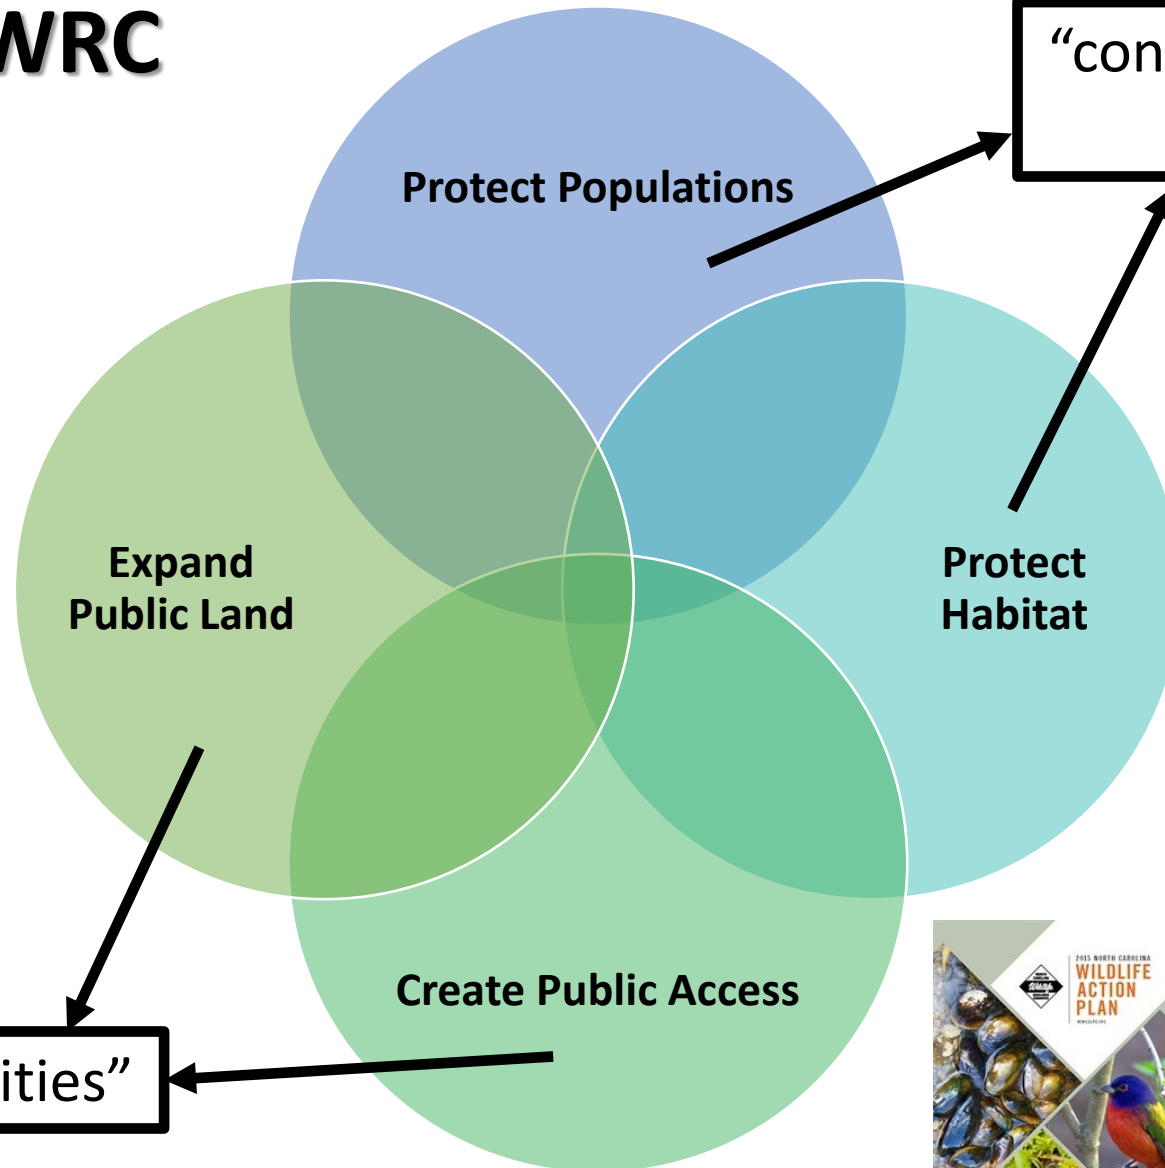 WRC
“con
Protect Populations
Expand
Public Land
Protect
Habitat
Create Public Access
ities”
2015 NORTH CAROLINA
WILDLIFE
ACTION
PLAN